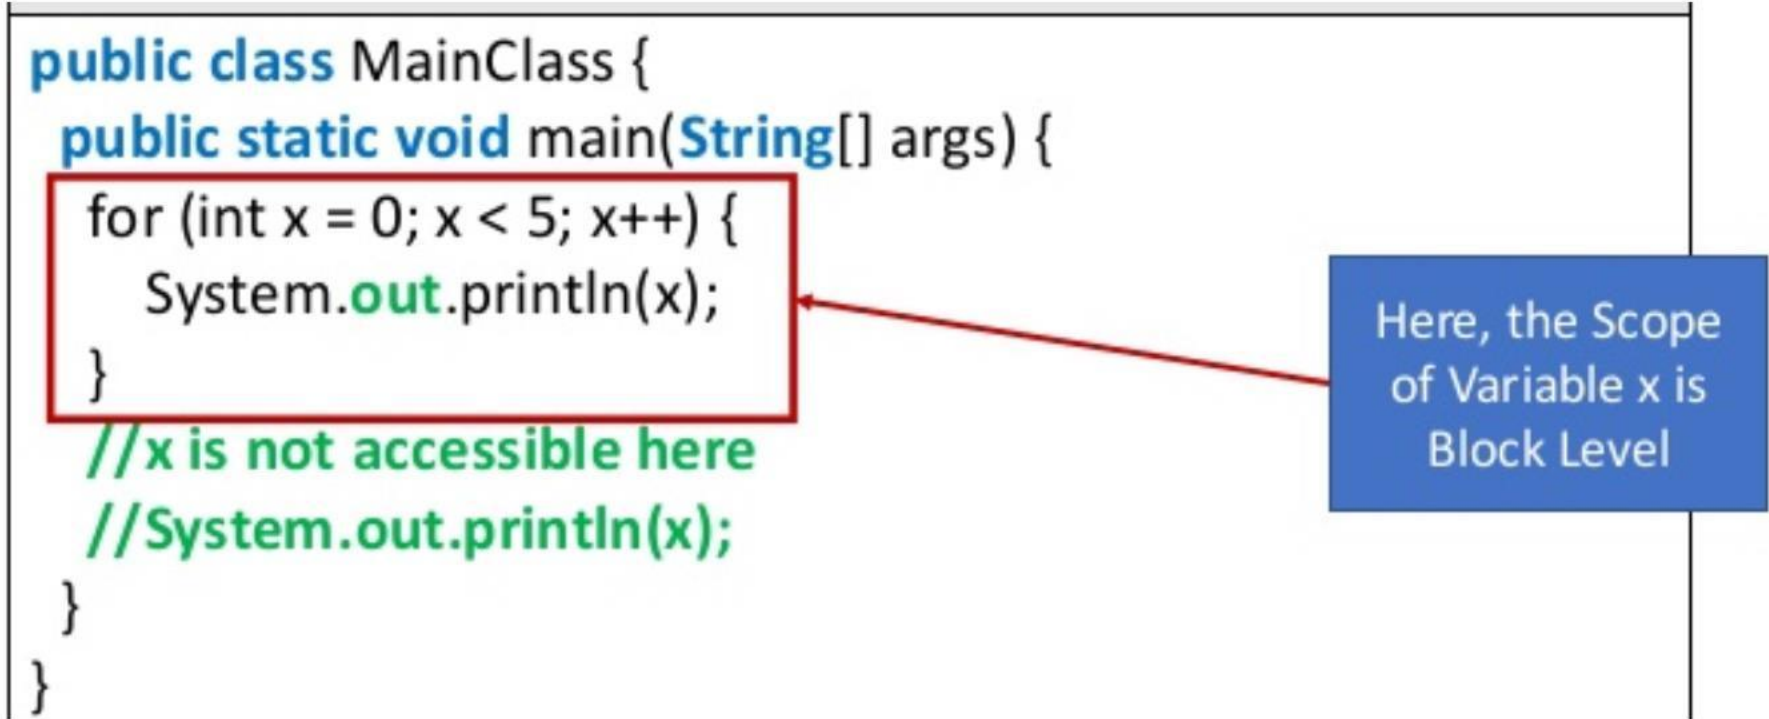 public class MainClass {
public static void main(String[] args) {
for (int x = 0; x < 5; x++) {
System.out.println(x);
}
//x is not accessible here
//System.out.println(x);
}
}
Here, the Scope
of Variable x is
Block Level